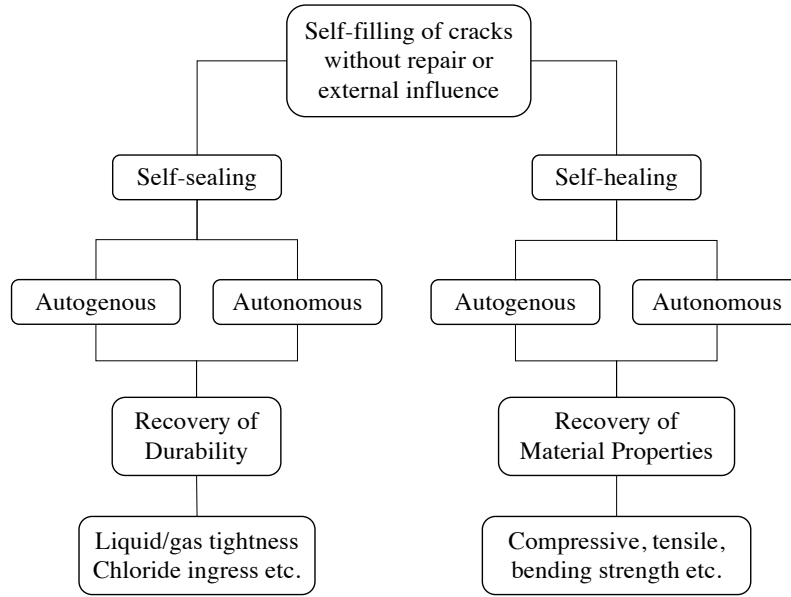 Self-filling of cracks
without repair or
external influence
Self-sealing
Self-healing
Autogenous
Autonomous
Autogenous
Autonomous
Recovery of
Durability
Recovery of
Material Properties
Liquid/gas tightness
Chloride ingress etc.
Compressive, tensile,
bending strength etc.